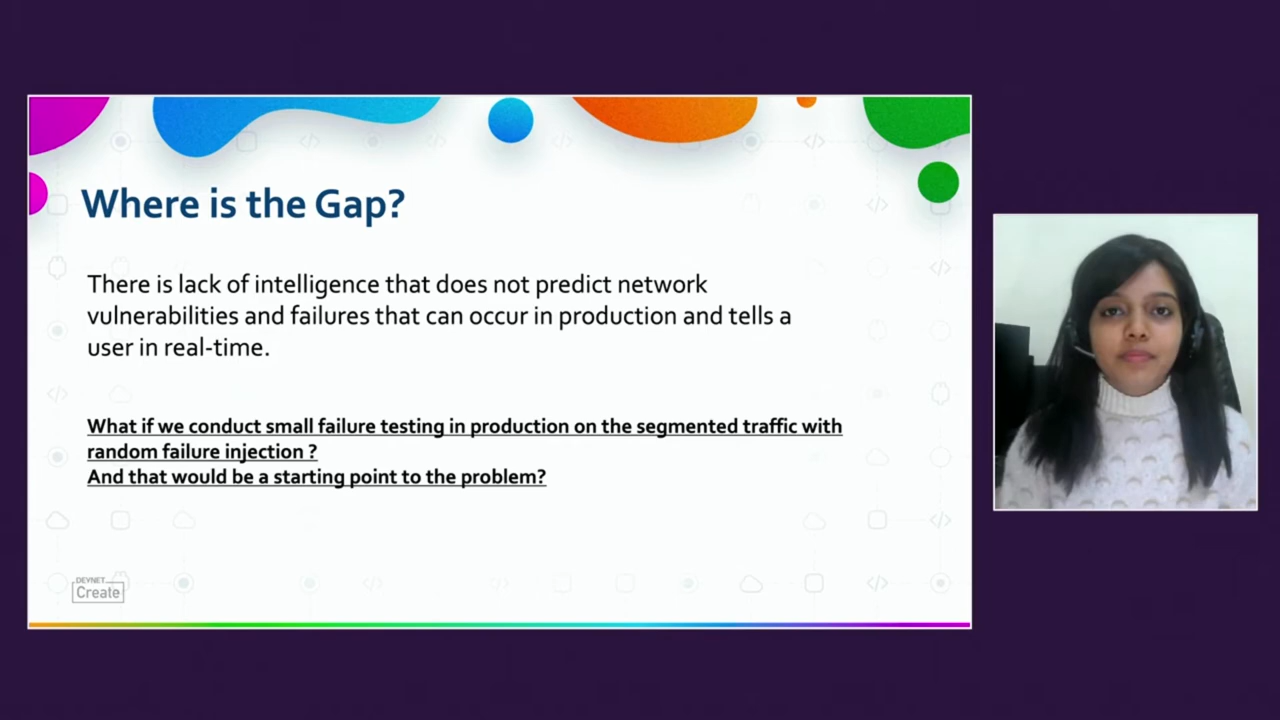 Where is the Gap?
There is lack of intelligence that does not predict network
vulnerabilities and failures that can occur in production and tells a
user in real-time.
What if we conduct small failure testing in production on the segmented traffic with
random failure injection ?
And that would be a starting point to the problem?
DEVNET
Create